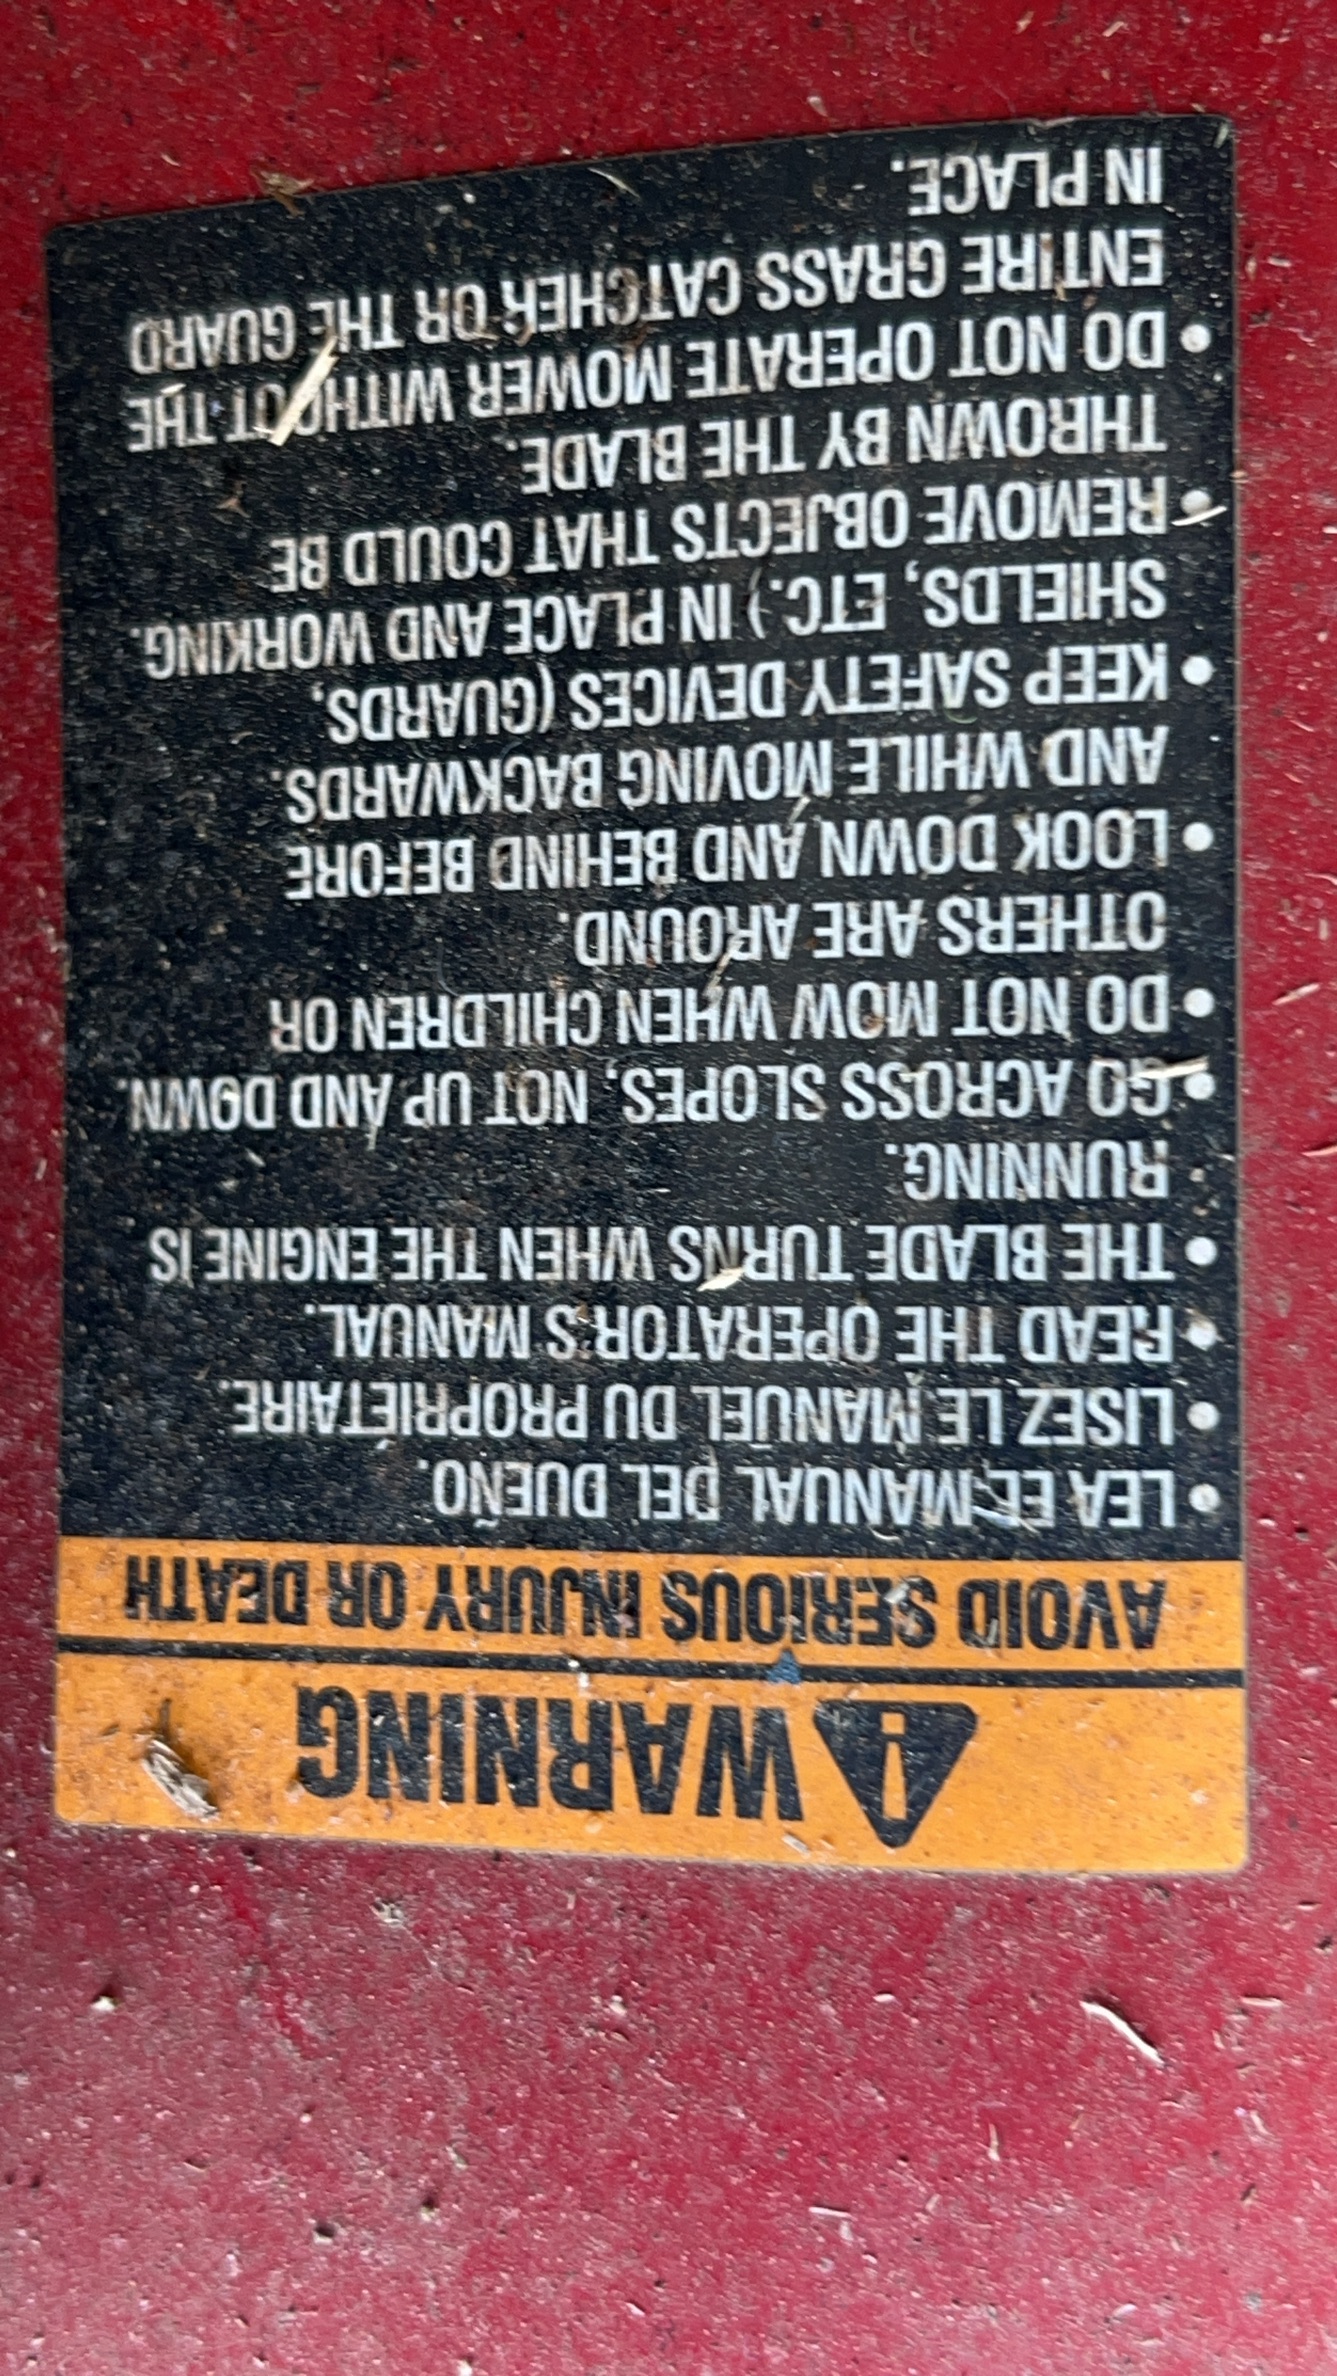 WARNING
AVOID SERIOUS INJURY OR DEATH
• LEA EL MANUAL DEL DUEÑO.
• LISEZ LE MANUEL DU PROPRIETAIRE.
• READ THE OPERATOR'S MANUAL.
• THE BLADE TURNS WHEN THE ENGINE IS
RUNNING.
• GO ACROSS SLOPES, NOT UP AND DOWN.
• DO NOT MOW WHEN CHILDREN OR
OTHERS ARE AROUND.
• LOOK DOWN AND BEHIND BEFORE
AND WHILE MOVING BACKWARDS.
• KEEP SAFETY DEVICES (GUARDS,
SHIELDS, ETC.) IN PLACE AND WORKING.
• REMOVE OBJECTS THAT COULD BE
THROWN BY THE BLADE.
• DO NOT OPERATE MOWER WITHOUT THE
ENTIRE GRASS CATCHER OR THE GUARD
IN PLACE.